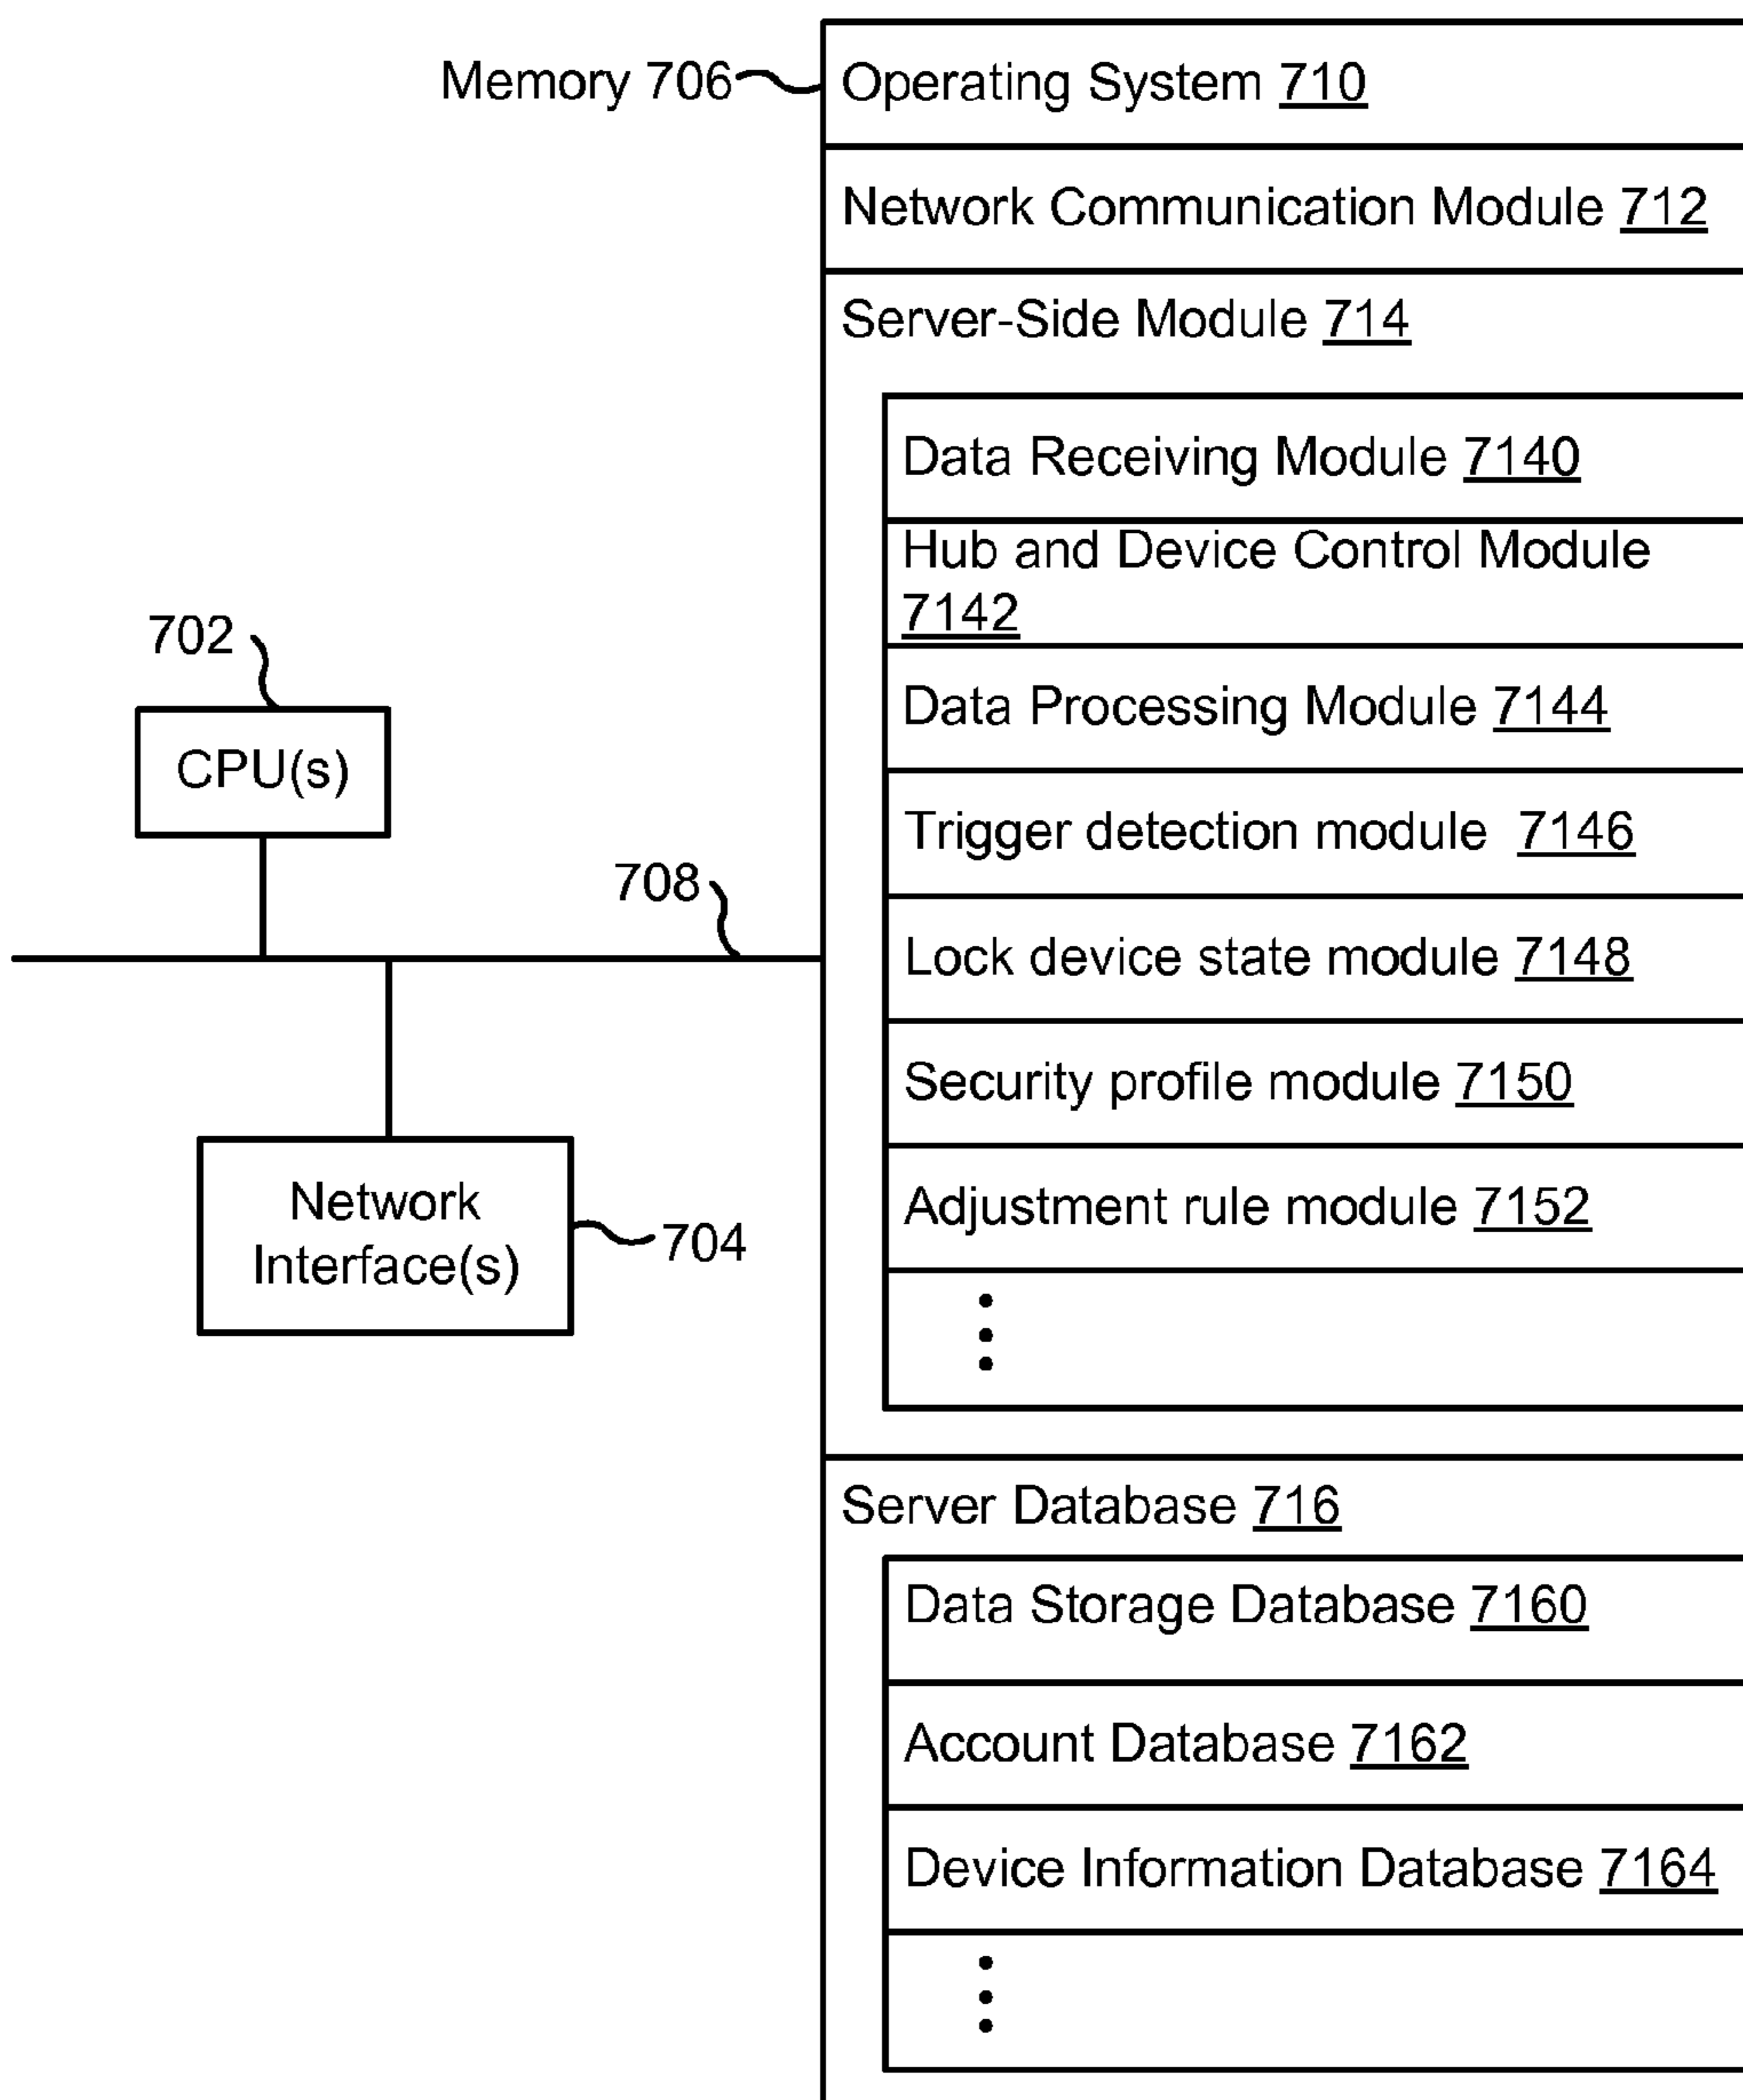 Memory 706
Operating System 710
Network Communication Module 712
Server-Side Module 714
Data Receiving Module 7140
Hub and Device Control Module
7142
Data Processing Module 7144
Trigger detection module 7146
Lock device state module 7148
Security profile module 7150
Adjustment rule module 7152
702
CPU(s)
708
Network
Interface(s)
704
Server Database 716
Data Storage Database 7160
Account Database 7162
Device Information Database 7164